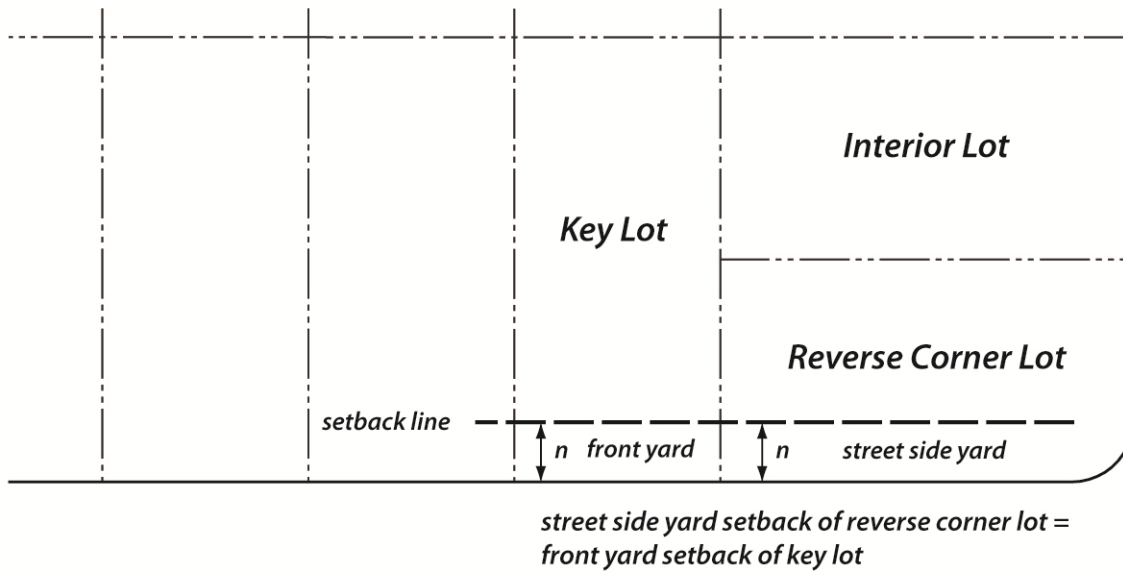 Interior Lot
Key Lot
Reverse Corner Lot
setback line
n front yard
n street side yard
street side yard setback of reverse corner lot =
front yard setback of key lot